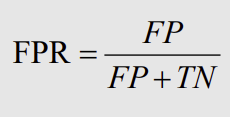 FPR = FP / (FP + TN)